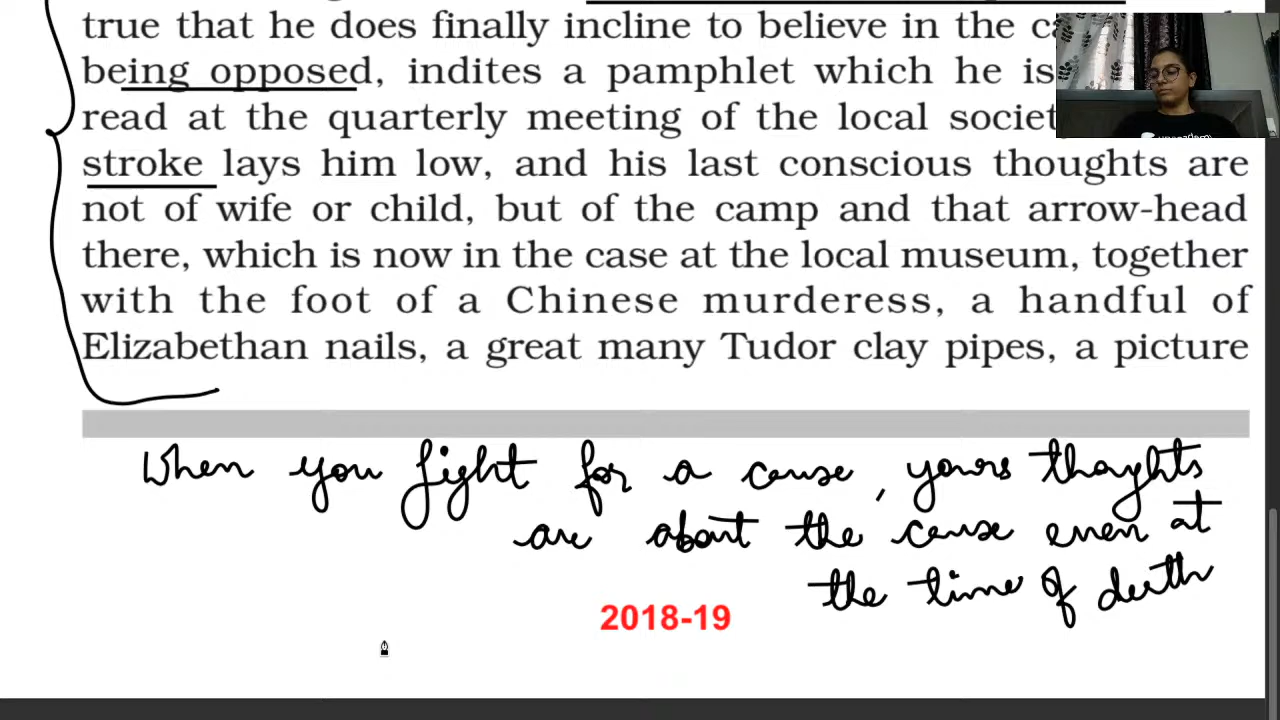 true that he does finally incline to believe in the ca
being opposed, indites a pamphlet which he is
read at the quarterly meeting of the local societ
stroke lays him low, and his last conscious thoughts are
not of wife or child, but of the camp and that arrow-head
there, which is now in the case at the local museum, together
with the foot of a Chinese murderess, a handful of
Elizabethan nails, a great many Tudor clay pipes, a picture
When you fight for a cause, yours thoughts
are about the cause even at
the time of death
2018-19